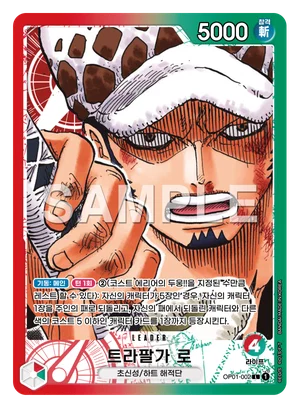 5000
참격
斬
SAMPLE
기동: 메인 턴 1회 ②(코스트 에리어의 두웅!!을 지정된 수만큼
레스트 할 수 있다): 자신의 캐릭터가 5장인 경우, 자신의 캐릭터
1장을 주인의 패로 되돌리고, 자신의 패에서 되돌린 캐릭터와 다른
색의 코스트 5 이하인 캐릭터 카드를 1장까지 등장시킨다.
LEADER
트라팔가 로
초신성/하트 해적단
4
라이프
OP01-002 L 1